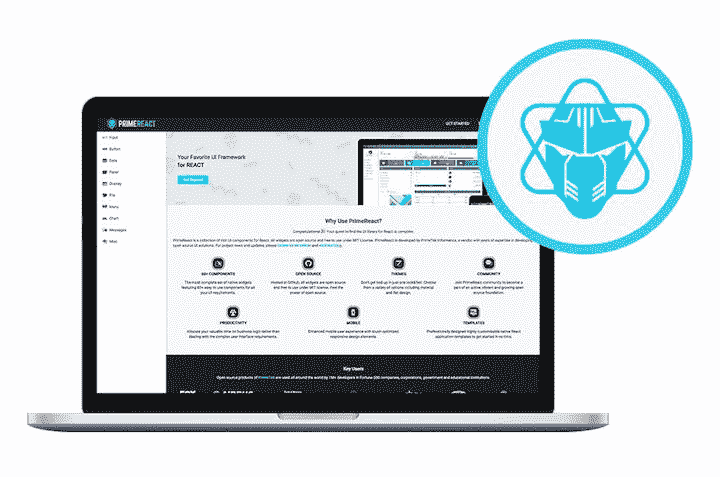 PRIMEREACT
GET STARTED
Input
Button
Data
Panel
Overlay
File
Menu
Chart
Messages
Misc
Your Favorite UI Framework
for REACT
Get Started
Why Use PrimeReact?
Congratulations! Your quest to find the UI library for React is complete.
PrimeReact is a collection of rich UI components for React. All widgets are open source and free to use under MIT License. PrimeReact is developed by PrimeTek Informatics, a vendor with years of expertise in developing
open source UI solutions. For project news and updates, please
and
COMPONENTS
OPEN SOURCE
THEMES
COMMUNITY
The most complete set of native widgets
featuring 60+ easy to use components for all
your UI requirements.
Hosted at GitHub, all widgets are open source
and free to use under MIT license, feel the
power of open source.
Don't get locked in just one look&feel. Choose
from a variety of options including material
and flat design.
Join PrimeReact community to become a
part of an active, vibrant and growing open
source foundation.
PRODUCTIVITY
MOBILE
TEMPLATES
Allocate your valuable time on business logic rather than
dealing with the complex user interface requirements.
Enhanced mobile user experience with touch optimized
responsive design elements.
Professionally designed highly customizable native React
application templates to get started in no time.
Key Users
Open source products of PrimeTek are used all around the world by
developers in Fortune 500 companies, corporations, government and educational institutions.